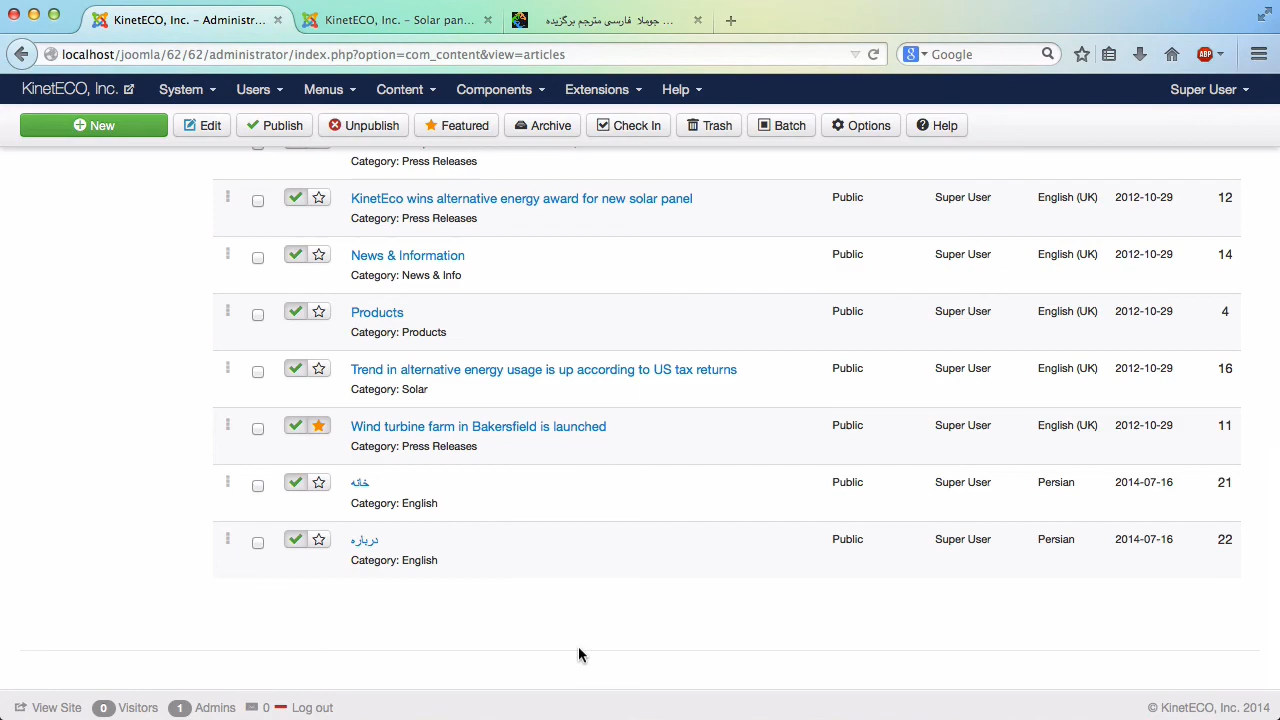 KinetECO, Inc. - Administr...
KinetECO, Inc. - Solar pan...
جوملا فارسی مترجم برگزیده ...
localhost/joomla/62/62/administrator/index.php?option=com_content&view=articles
Google
ABP
KinetECO, Inc. System Users Menus Content Components Extensions Help Super User
New Edit Publish Unpublish Featured Archive Check In Trash Batch Options Help
Category: Press Releases
KinetEco wins alternative energy award for new solar panel Public Super User English (UK) 2012-10-29 12
Category: Press Releases
News & Information Public Super User English (UK) 2012-10-29 14
Category: News & Info
Products Public Super User English (UK) 2012-10-29 4
Category: Products
Trend in alternative energy usage is up according to US tax returns Public Super User English (UK) 2012-10-29 16
Category: Solar
Wind turbine farm in Bakersfield is launched Public Super User English (UK) 2012-10-29 11
Category: Press Releases
خانه Public Super User Persian 2014-07-16 21
Category: English
درباره Public Super User Persian 2014-07-16 22
Category: English
View Site 0 Visitors 1 Admins 0 Log out © KinetECO, Inc. 2014